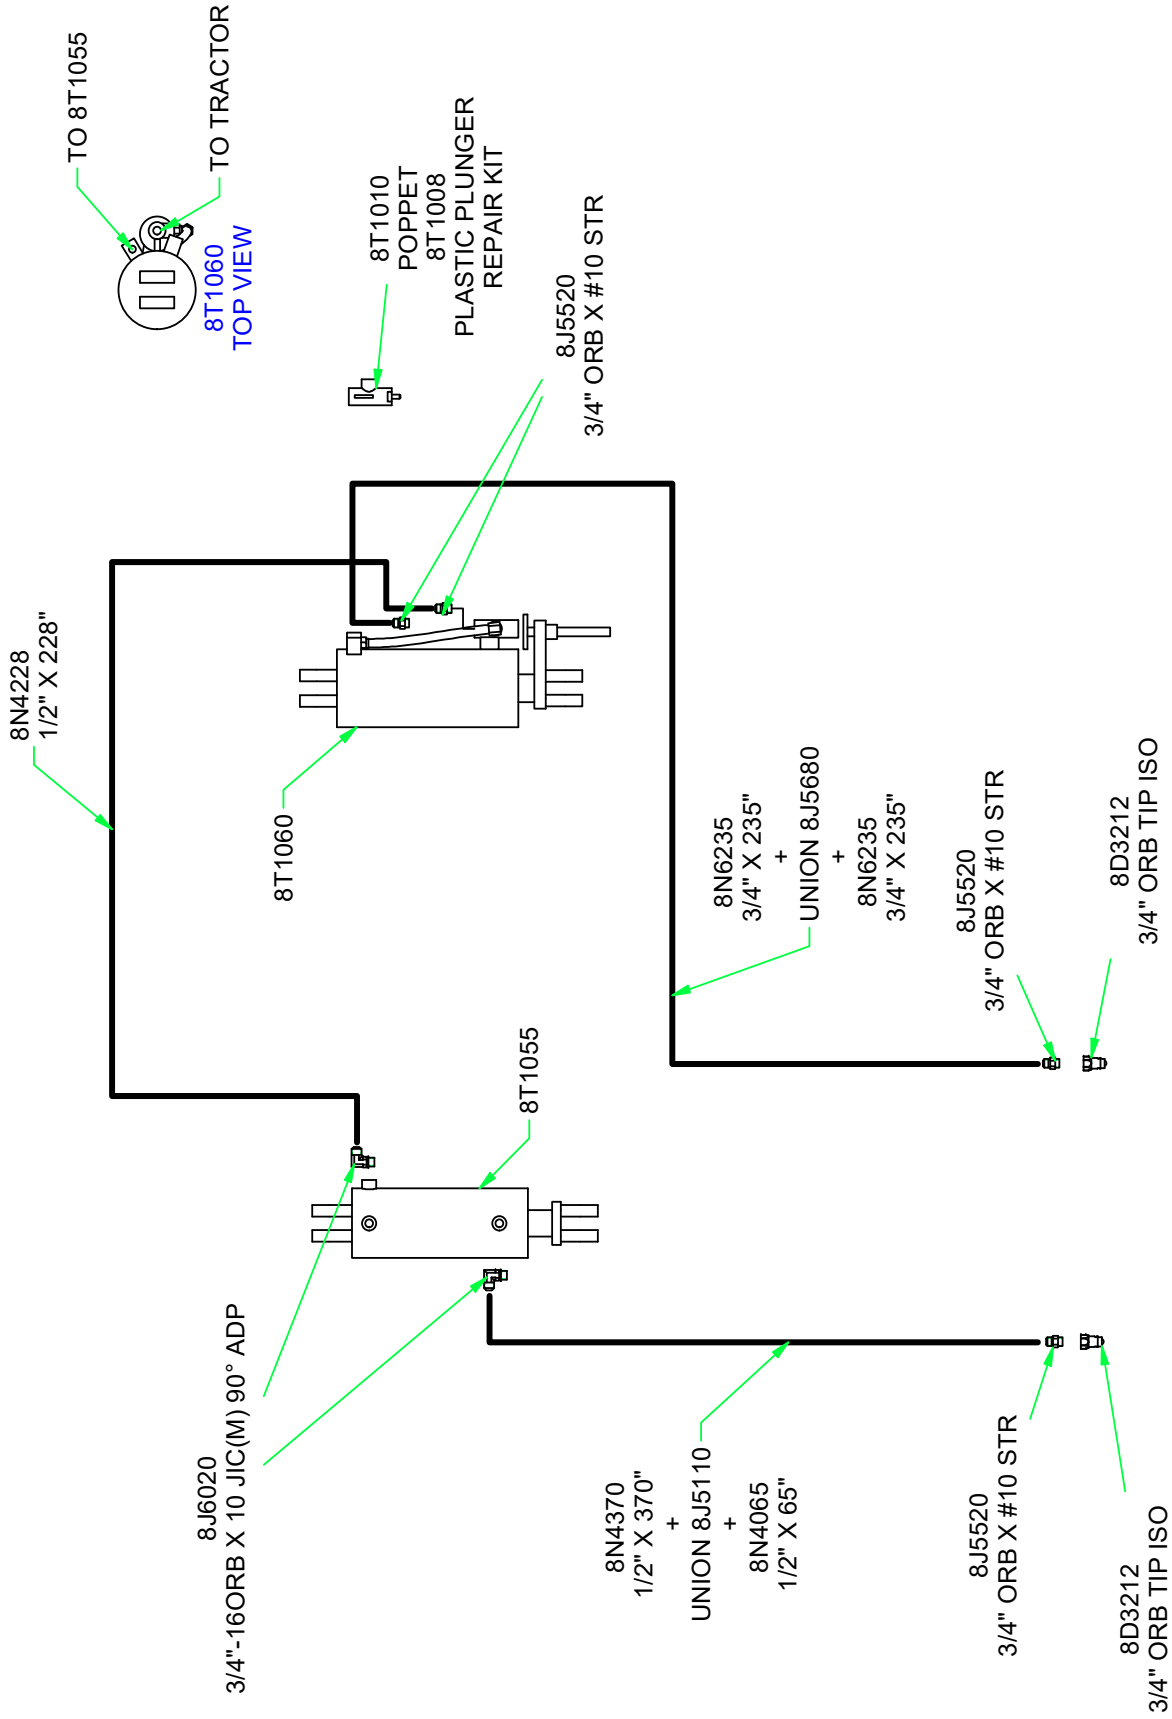 8J6020
3/4"-16ORB X 10 JIC(M) 90° ADP
8N4228
1/2" X 228"
8T1060
TO 8T1055
TO TRACTOR
8T1060
TOP VIEW
8T1010
POPPET
8T1008
PLASTIC PLUNGER
REPAIR KIT
8J5520
3/4" ORB X #10 STR
8T1055
8N4370
1/2" X 370"
+
UNION 8J5110
+
8N4065
1/2" X 65"
8N6235
3/4" X 235"
+
UNION 8J5680
+
8N6235
3/4" X 235"
8J5520
3/4" ORB X #10 STR
8D3212
3/4" ORB TIP ISO
8J5520
3/4" ORB X #10 STR
8D3212
3/4" ORB TIP ISO